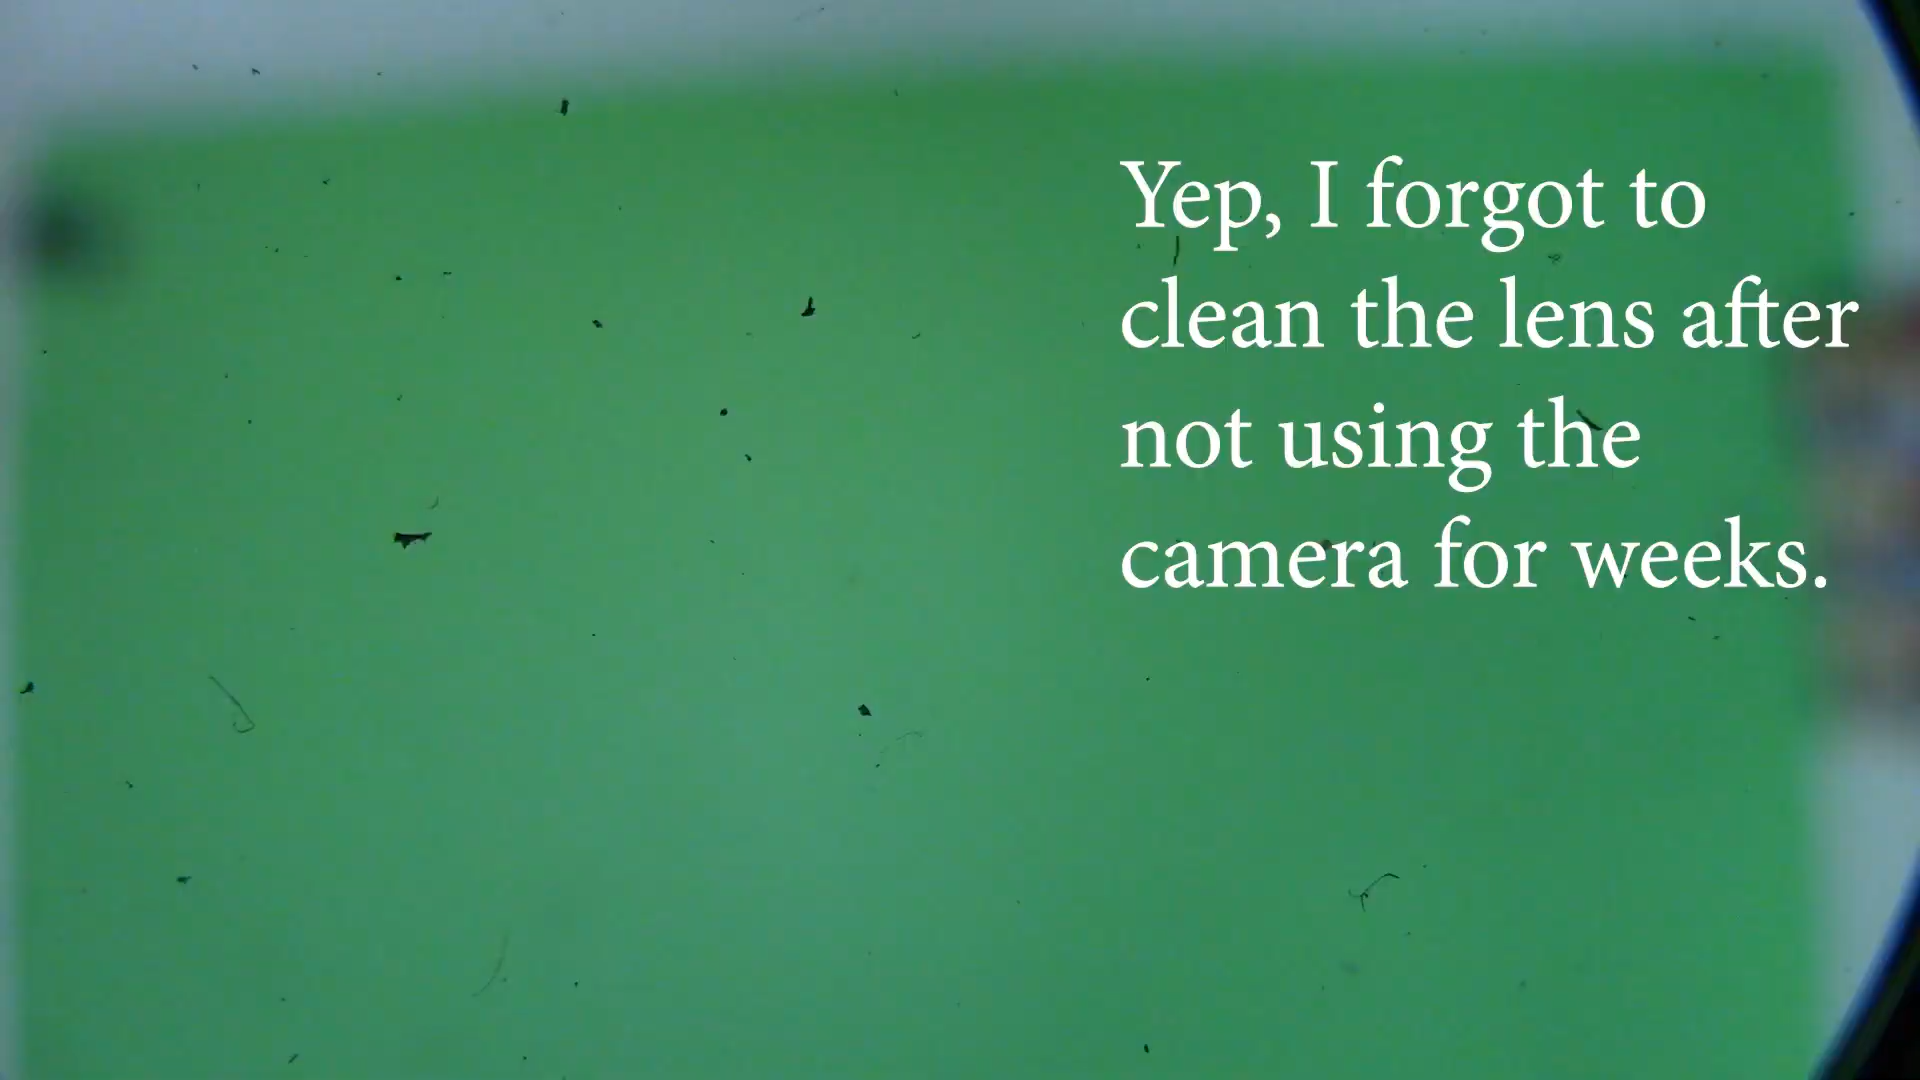 Yep, I forgot to
clean the lens after
not using the
camera for weeks.